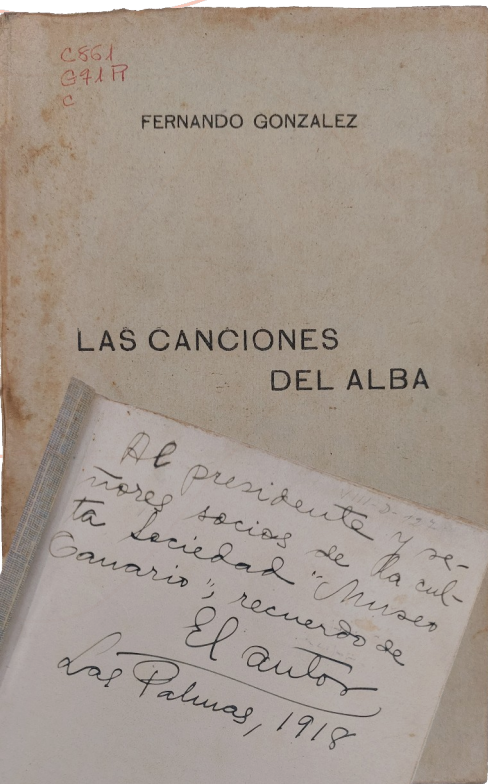 C861
G71R
C
FERNANDO GONZALEZ
LAS CANCIONES
DEL ALBA
Al presidente y se-
ñores socios de la cul-
ta Sociedad "Museo
Canario", recuerdo de
El autor
Las Palmas, 1918